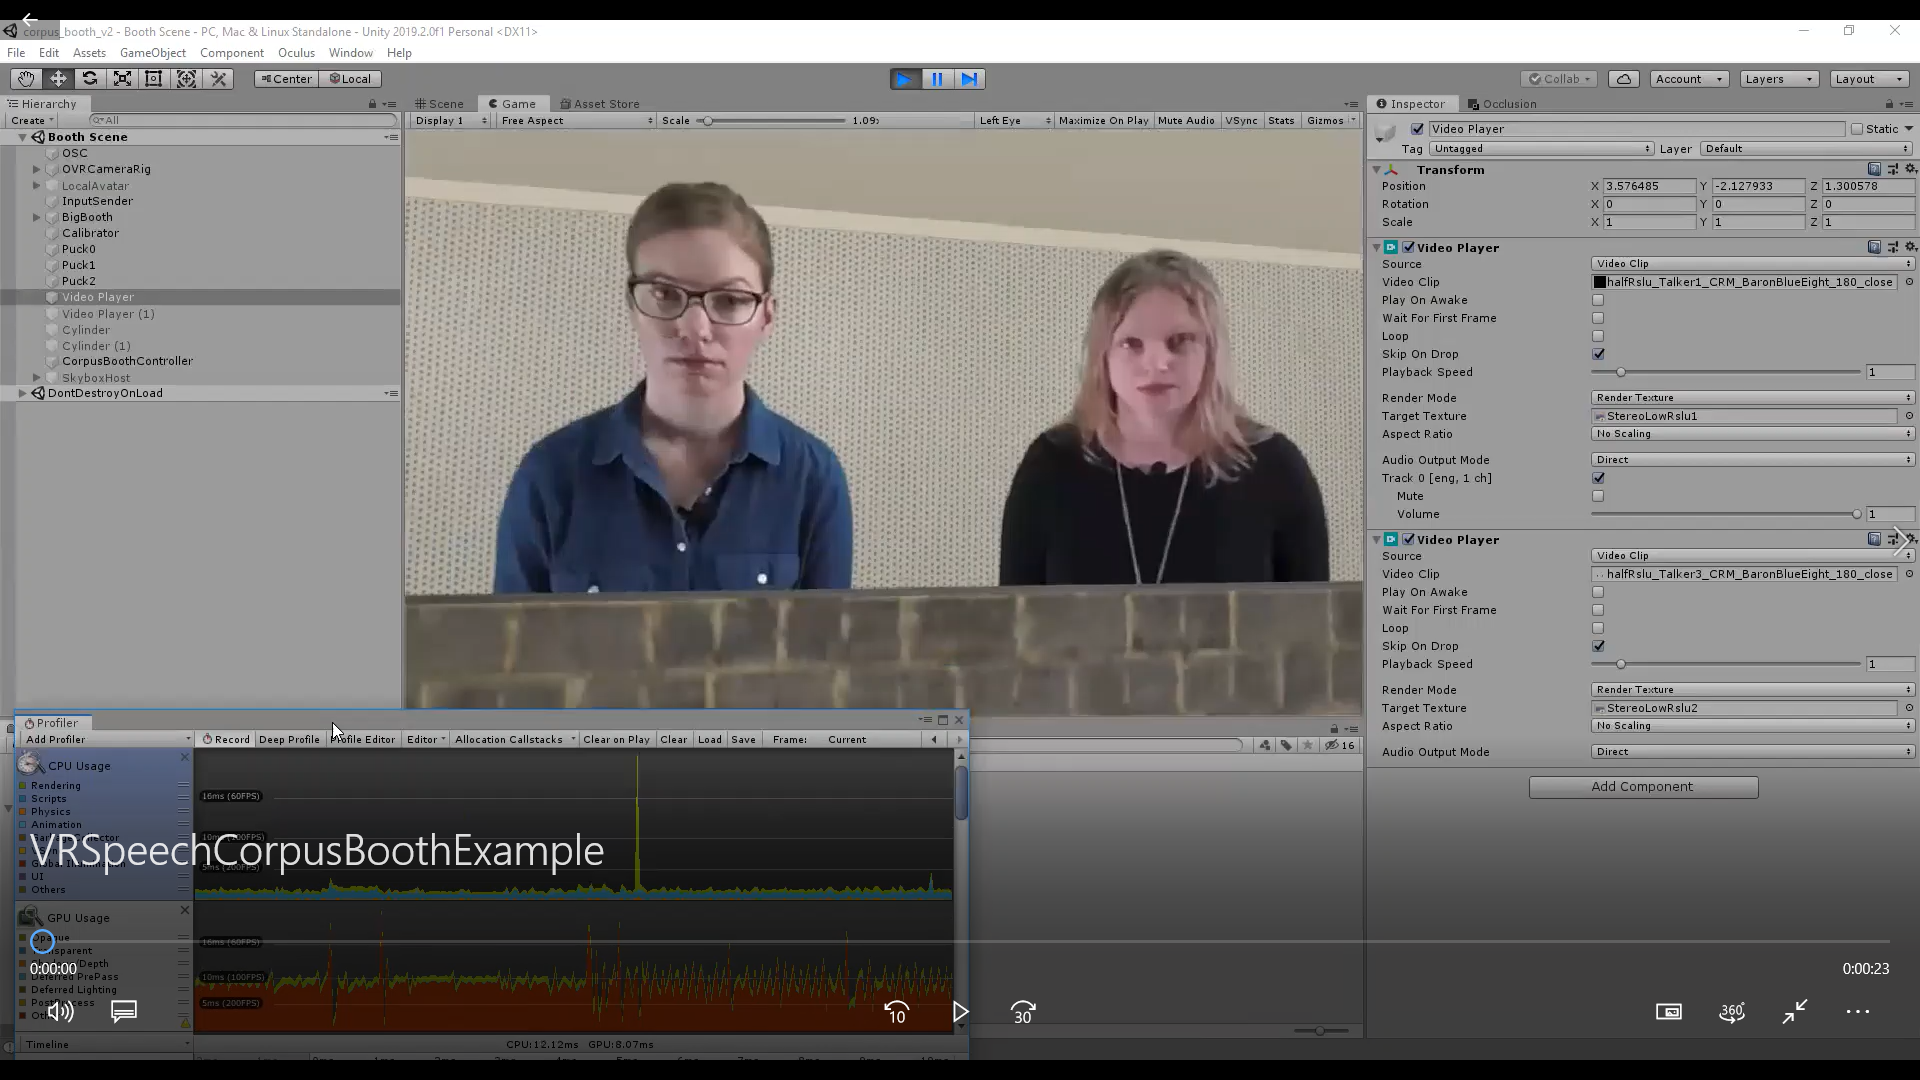 corpus_booth_v2 - Booth Scene - PC, Mac & Linux Standalone - Unity 2019.2.0f1 Personal <DX11>
File Edit Assets GameObject Component Oculus Window Help
Center Local Collab Account Layers Layout
Hierarchy
Create All
Booth Scene
OSC
OVRCameraRig
LocalAvatar
InputSender
BigBooth
Calibrator
Puck0
Puck1
Puck2
Video Player
Video Player (1)
Cylinder
Cylinder (1)
CorpusBoothController
SkyboxHost
DontDestroyOnLoad
Scene Game Asset Store
Display 1 Free Aspect Scale 1.09x Left Eye Maximize On Play Mute Audio VSync Stats Gizmos
Inspector Occlusion
Video Player Static
Tag Untagged Layer Default
Transform
Position X 3.576485 Y -2.127933 Z 1.300578
Rotation X 0 Y 0 Z 0
Scale X 1 Y 1 Z 1
Video Player
Source Video Clip
Video Clip halfRslu_Talker1_CRM_BaronBlueEight_180_close
Play On Awake
Wait For First Frame
Loop
Skip On Drop
Playback Speed 1
Render Mode Render Texture
Target Texture StereoLowRslu1
Aspect Ratio No Scaling
Audio Output Mode Direct
Track 0 [eng, 1 ch]
Mute
Volume 1
Video Player
Source Video Clip
Video Clip halfRslu_Talker3_CRM_BaronBlueEight_180_close
Play On Awake
Wait For First Frame
Loop
Skip On Drop
Playback Speed 1
Render Mode Render Texture
Target Texture StereoLowRslu2
Aspect Ratio No Scaling
Audio Output Mode Direct
Add Component
16
Profiler
Add Profiler Record Deep Profile Profile Editor Editor Allocation Callstacks Clear on Play Clear Load Save Frame: Current
CPU Usage
Rendering
Scripts
Physics
Animation
UI
Others
16ms (60FPS)
10ms (100FPS)
5ms (200FPS)
VRSpeechCorpusBoothExample
GPU Usage
Opaque
Transparent
Deferred PrePass
Deferred Lighting
PostProcess
16ms (60FPS)
10ms (100FPS)
5ms (200FPS)
0:00:00
0:00:23
10
30
360°
Timeline
CPU:12.12ms GPU:8.07ms